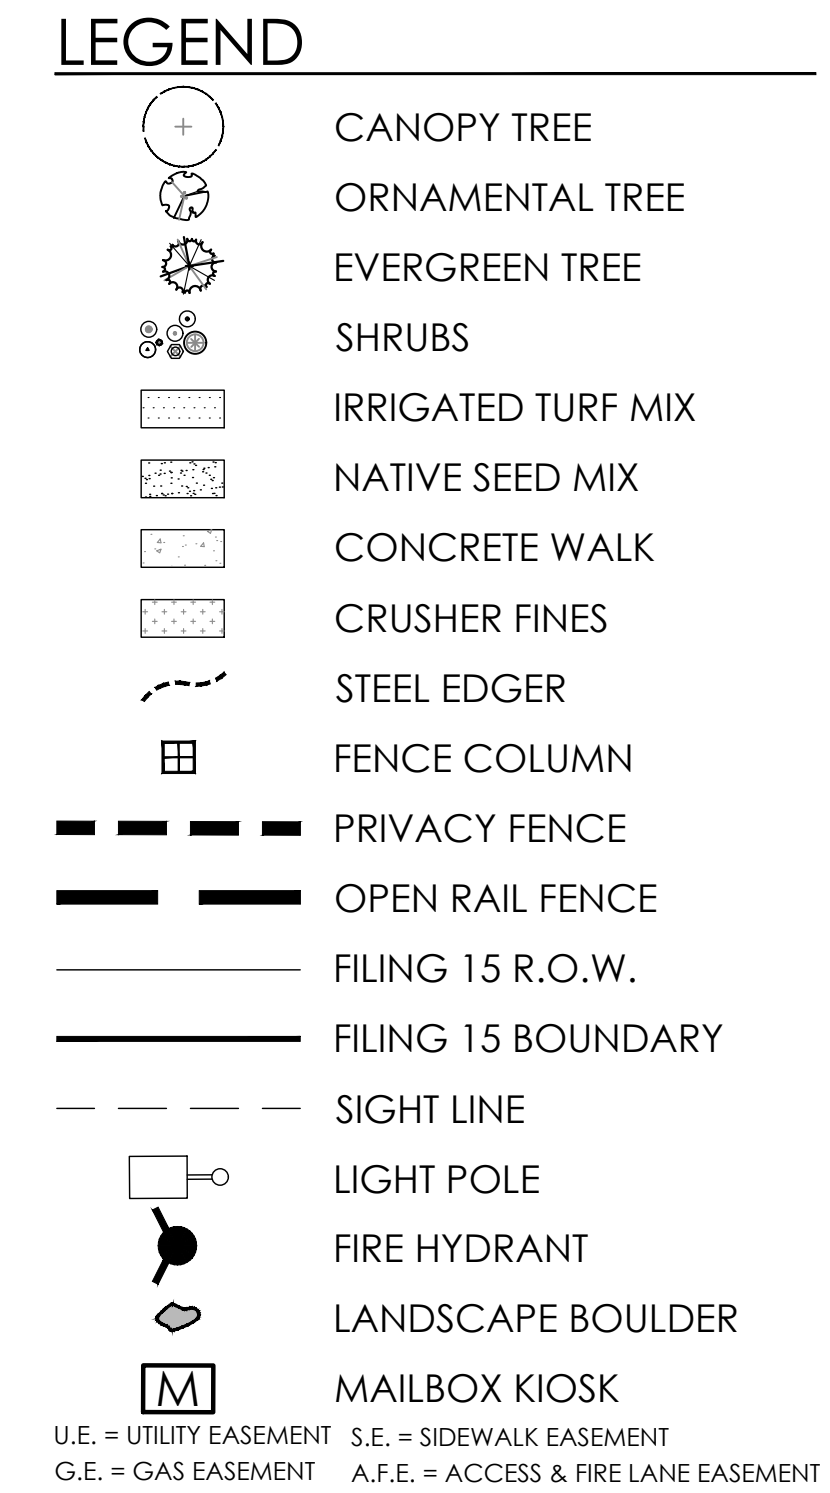 LEGEND
CANOPY TREE
ORNAMENTAL TREE
EVERGREEN TREE
SHRUBS
IRRIGATED TURF MIX
NATIVE SEED MIX
CONCRETE WALK
CRUSHER FINES
STEEL EDGER
FENCE COLUMN
PRIVACY FENCE
OPEN RAIL FENCE
FILING 15 R.O.W.
FILING 15 BOUNDARY
SIGHT LINE
LIGHT POLE
FIRE HYDRANT
LANDSCAPE BOULDER
M MAILBOX KIOSK
U.E. = UTILITY EASEMENT S.E. = SIDEWALK EASEMENT
G.E. = GAS EASEMENT A.F.E. = ACCESS & FIRE LANE EASEMENT